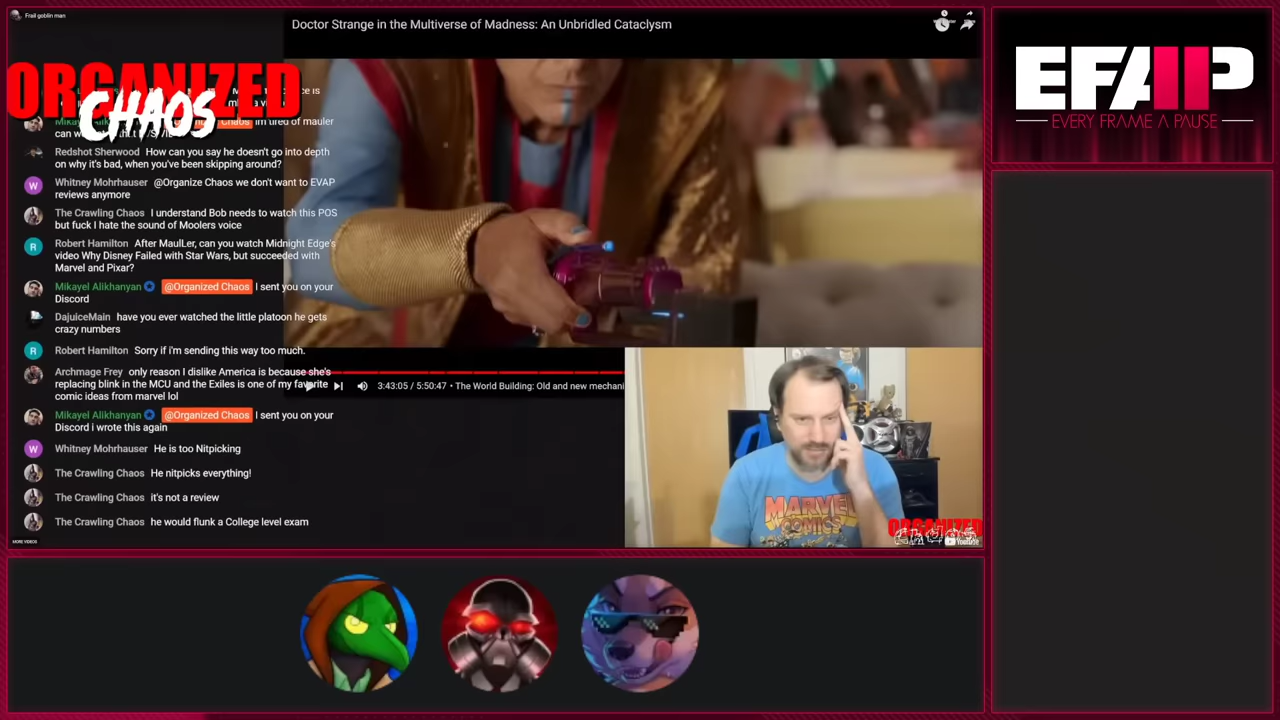 Frail goblin man
Doctor Strange in the Multiverse of Madness: An Unbridled Cataclysm
ORGANIZED
CHAOS
EFAP
EVERY FRAME A PAUSE
Chaos im tired of mauler
Redshot Sherwood How can you say he doesn't go into depth
on why it's bad, when you've been skipping around?
W Whitney Mohrhauser @Organize Chaos we don't want to EVAP
reviews anymore
The Crawling Chaos I understand Bob needs to watch this POS
but fuck I hate the sound of Moolers voice
R Robert Hamilton After MaulLer, can you watch Midnight Edge's
video Why Disney Failed with Star Wars, but succeeded with
Marvel and Pixar?
Mikayel Alikhanyan @Organized Chaos I sent you on your
Discord
DajuiceMain have you ever watched the little platoon he gets
crazy numbers
R Robert Hamilton Sorry if i'm sending this way too much.
Archmage Frey only reason I dislike America is because she's
replacing blink in the MCU and the Exiles is one of my favorite
comic ideas from marvel lol
3:43:05 / 5:50:47 • The World Building: Old and new mechani
Mikayel Alikhanyan @Organized Chaos I sent you on your
Discord i wrote this again
W Whitney Mohrhauser He is too Nitpicking
The Crawling Chaos He nitpicks everything!
The Crawling Chaos it's not a review
The Crawling Chaos he would flunk a College level exam
MORE VIDEOS
MARVEL
COMICS
ORGANIZED
CHAOS
YouTube